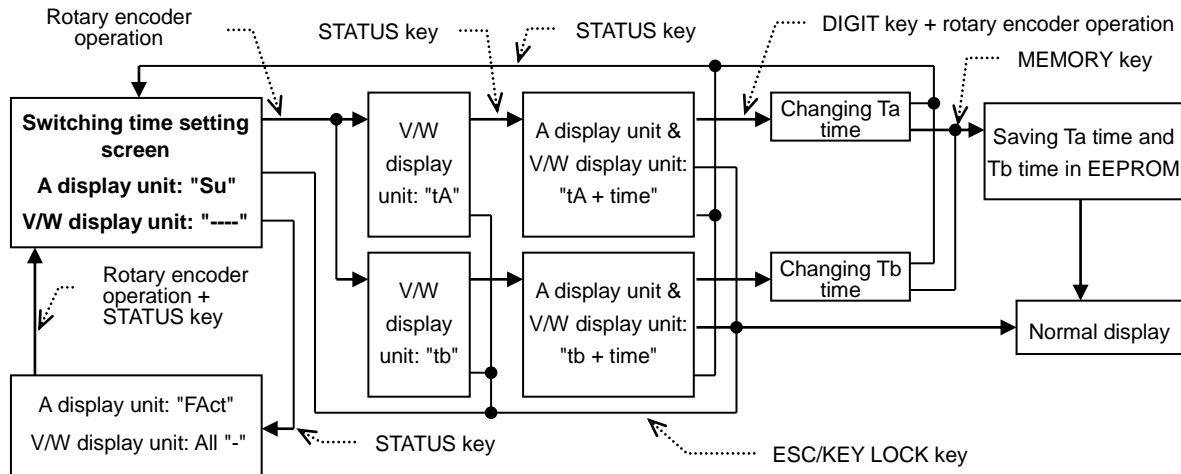 Rotary encoder
operation
STATUS key
STATUS key
DIGIT key + rotary encoder operation
MEMORY key
Switching time setting
screen
A display unit: "Su"
V/W display unit: "----"
V/W
display
unit: "tA"
A display unit &
V/W display unit:
"tA + time"
Changing Ta
time
Saving Ta time and
Tb time in EEPROM
Rotary encoder
operation +
STATUS key
V/W
display
unit: "tb"
A display unit &
V/W display unit:
"tb + time"
Changing Tb
time
Normal display
A display unit: "FAct"
V/W display unit: All "-"
STATUS key
ESC/KEY LOCK key